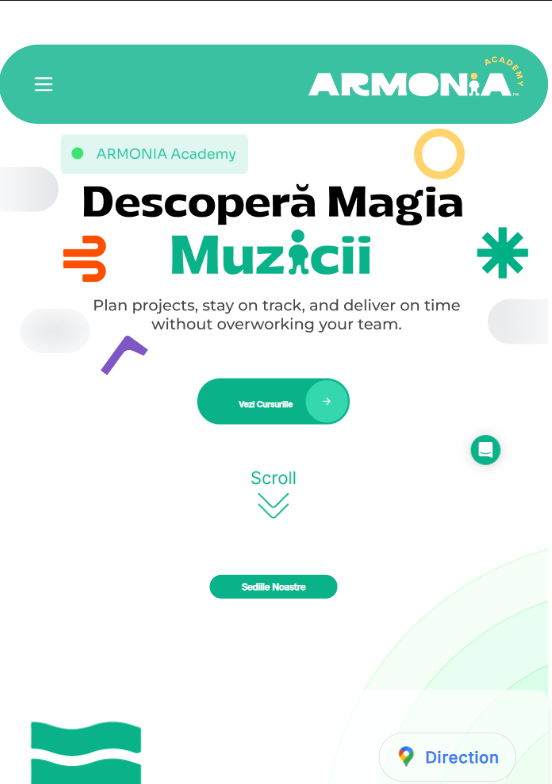 ARMONIA
ACADEMY
ARMONIA Academy
Descoperă Magia
Muzicii
Plan projects, stay on track, and deliver on time
without overworking your team.
Vezi Cursurile
Scroll
Sediile Noastre
Direction